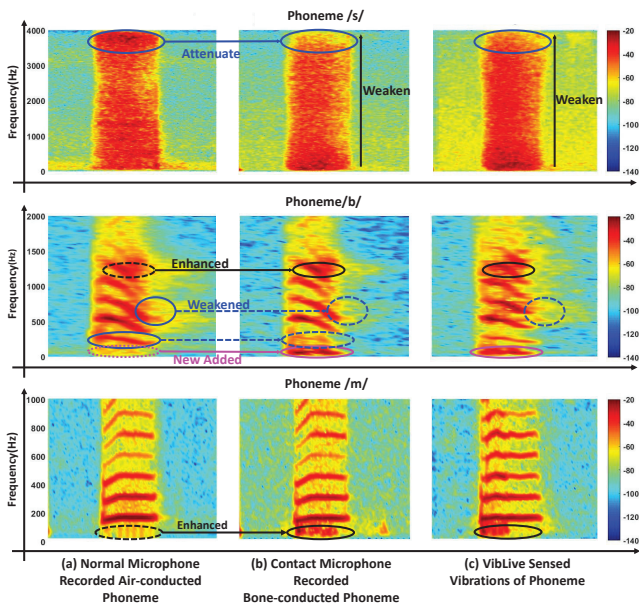 Phoneme /s/
Frequency(Hz)
4000
3000
2000
1000
0
Attenuate
Weaken
Weaken
-20
-40
-60
-80
-100
-120
-140
Phoneme/b/
Frequency(Hz)
2000
1500
1000
500
0
Enhanced
Weakened
New Added
-20
-40
-60
-80
-100
-120
-140
Phoneme /m/
Frequency(Hz)
1000
800
600
400
200
0
Enhanced
-20
-40
-60
-80
-100
-120
-140
(a) Normal Microphone
Recorded Air-conducted
Phoneme
(b) Contact Microphone
Recorded
Bone-conducted Phoneme
(c) VibLive Sensed
Vibrations of Phoneme